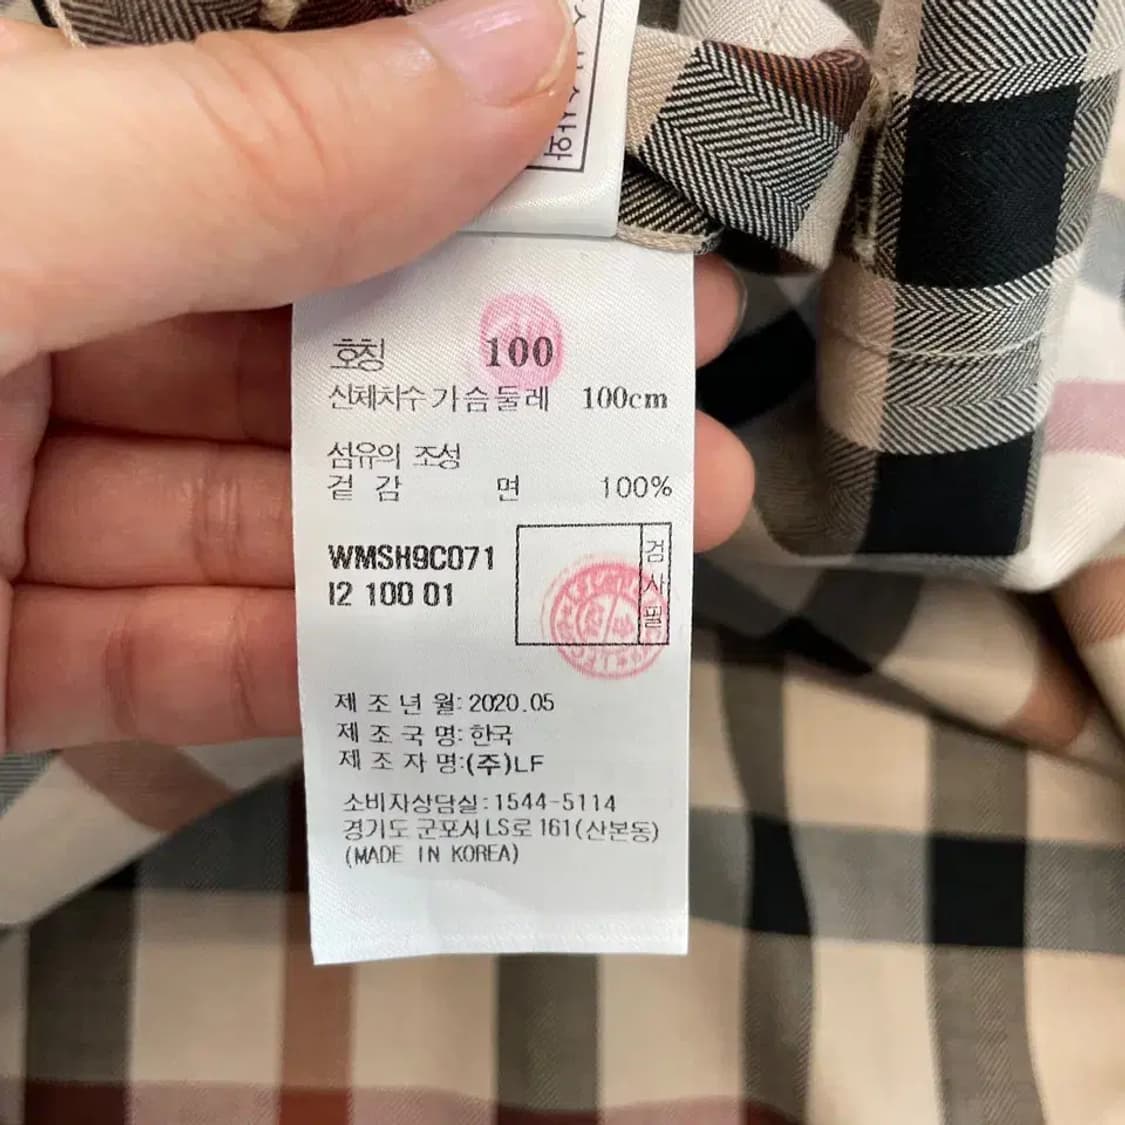 호칭 100
신체치수 가슴둘레 100cm
섬유의 조성
겉 감 면 100%
WMSH9C071
I2 100 01
검사필
제 조 년 월: 2020.05
제 조 국 명: 한국
제 조 자 명:(주)LF
소비자상담실:1544-5114
경기도 군포시 LS로 161(산본동)
(MADE IN KOREA)